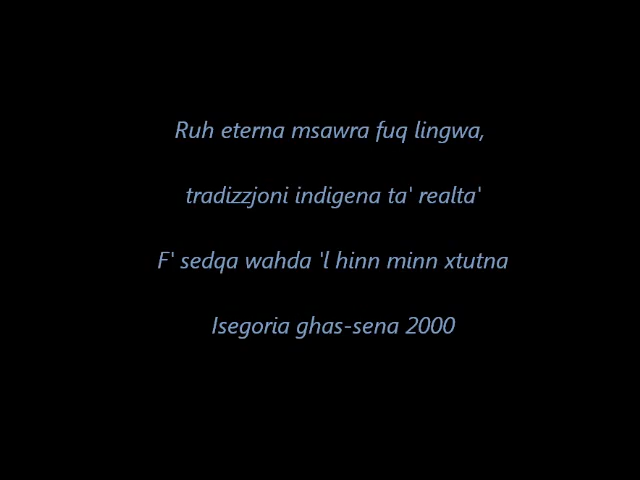 Ruh eterna msawra fuq lingwa,
tradizzjoni indigena ta' realta'
F' sedqa wahda 'l hinn minn xtutna
Isegoria ghas-sena 2000